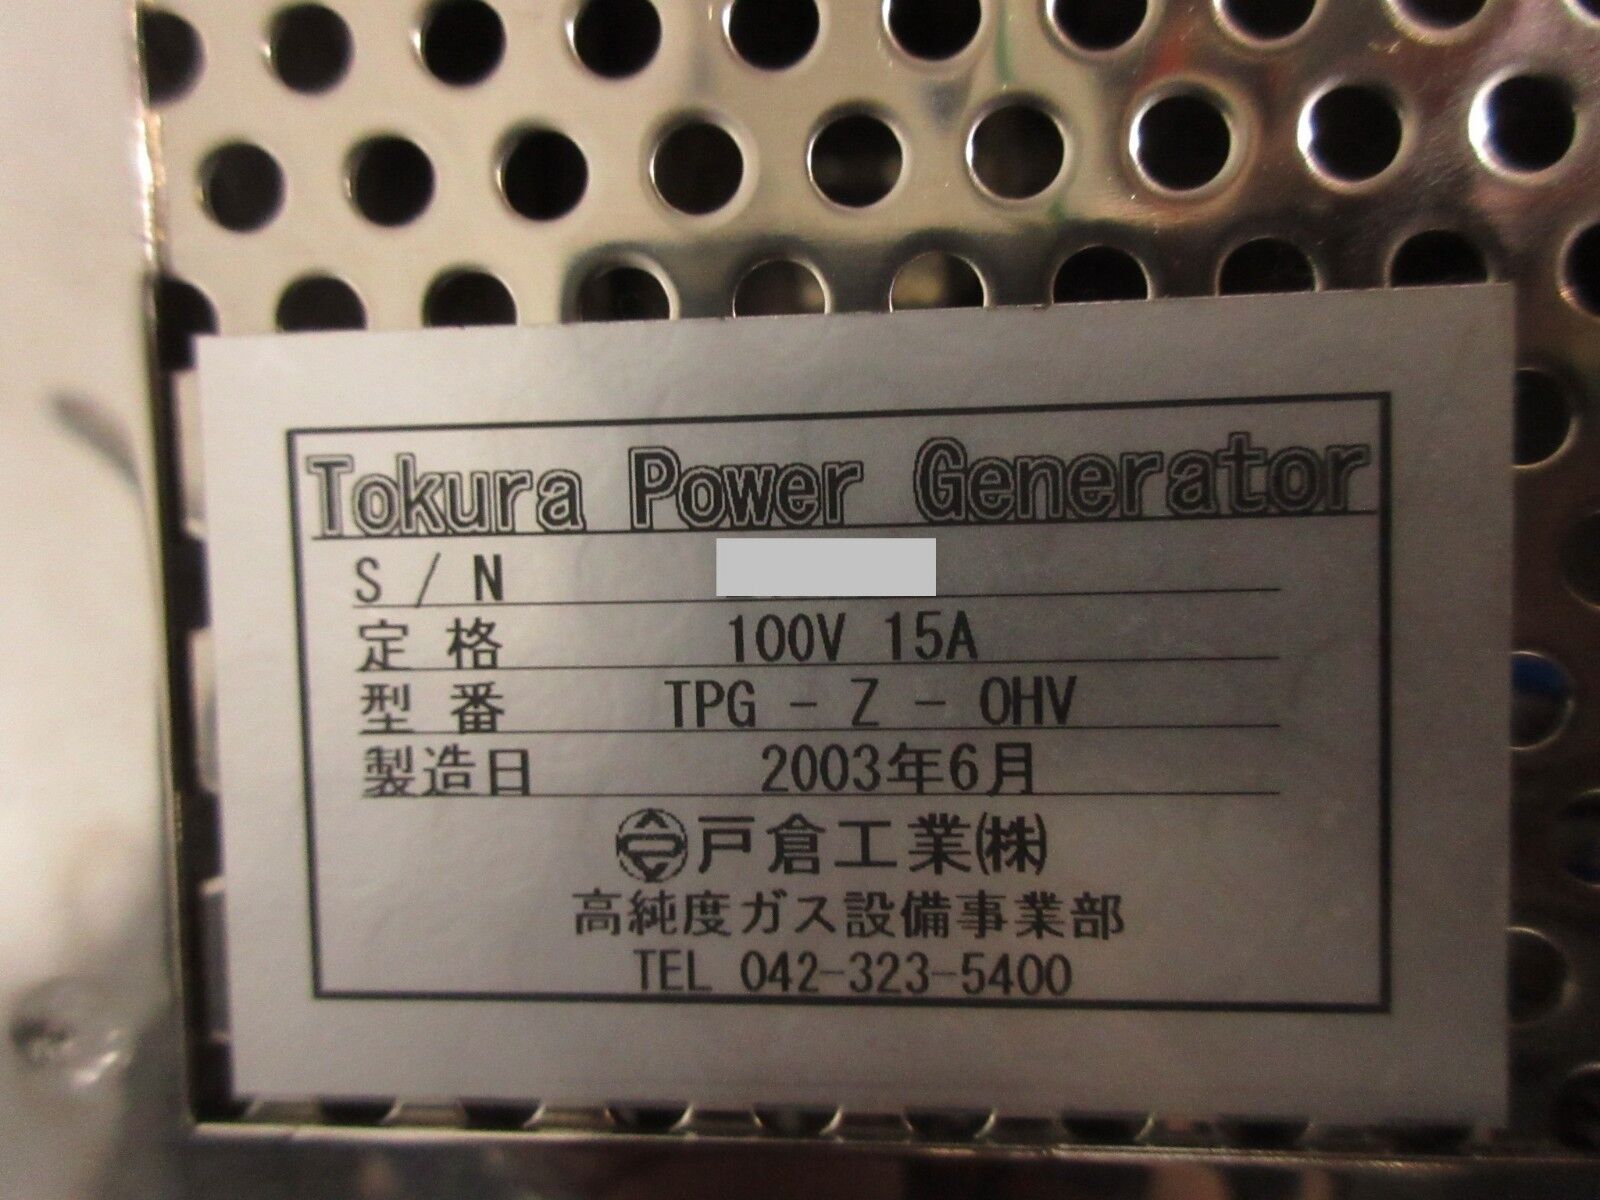 Tokura Power Generator
S / N
定 格 100V 15A
型 番 TPG - Z - OHV
製造日 2003年6月
戸倉工業(株)
高純度ガス設備事業部
TEL 042-323-5400